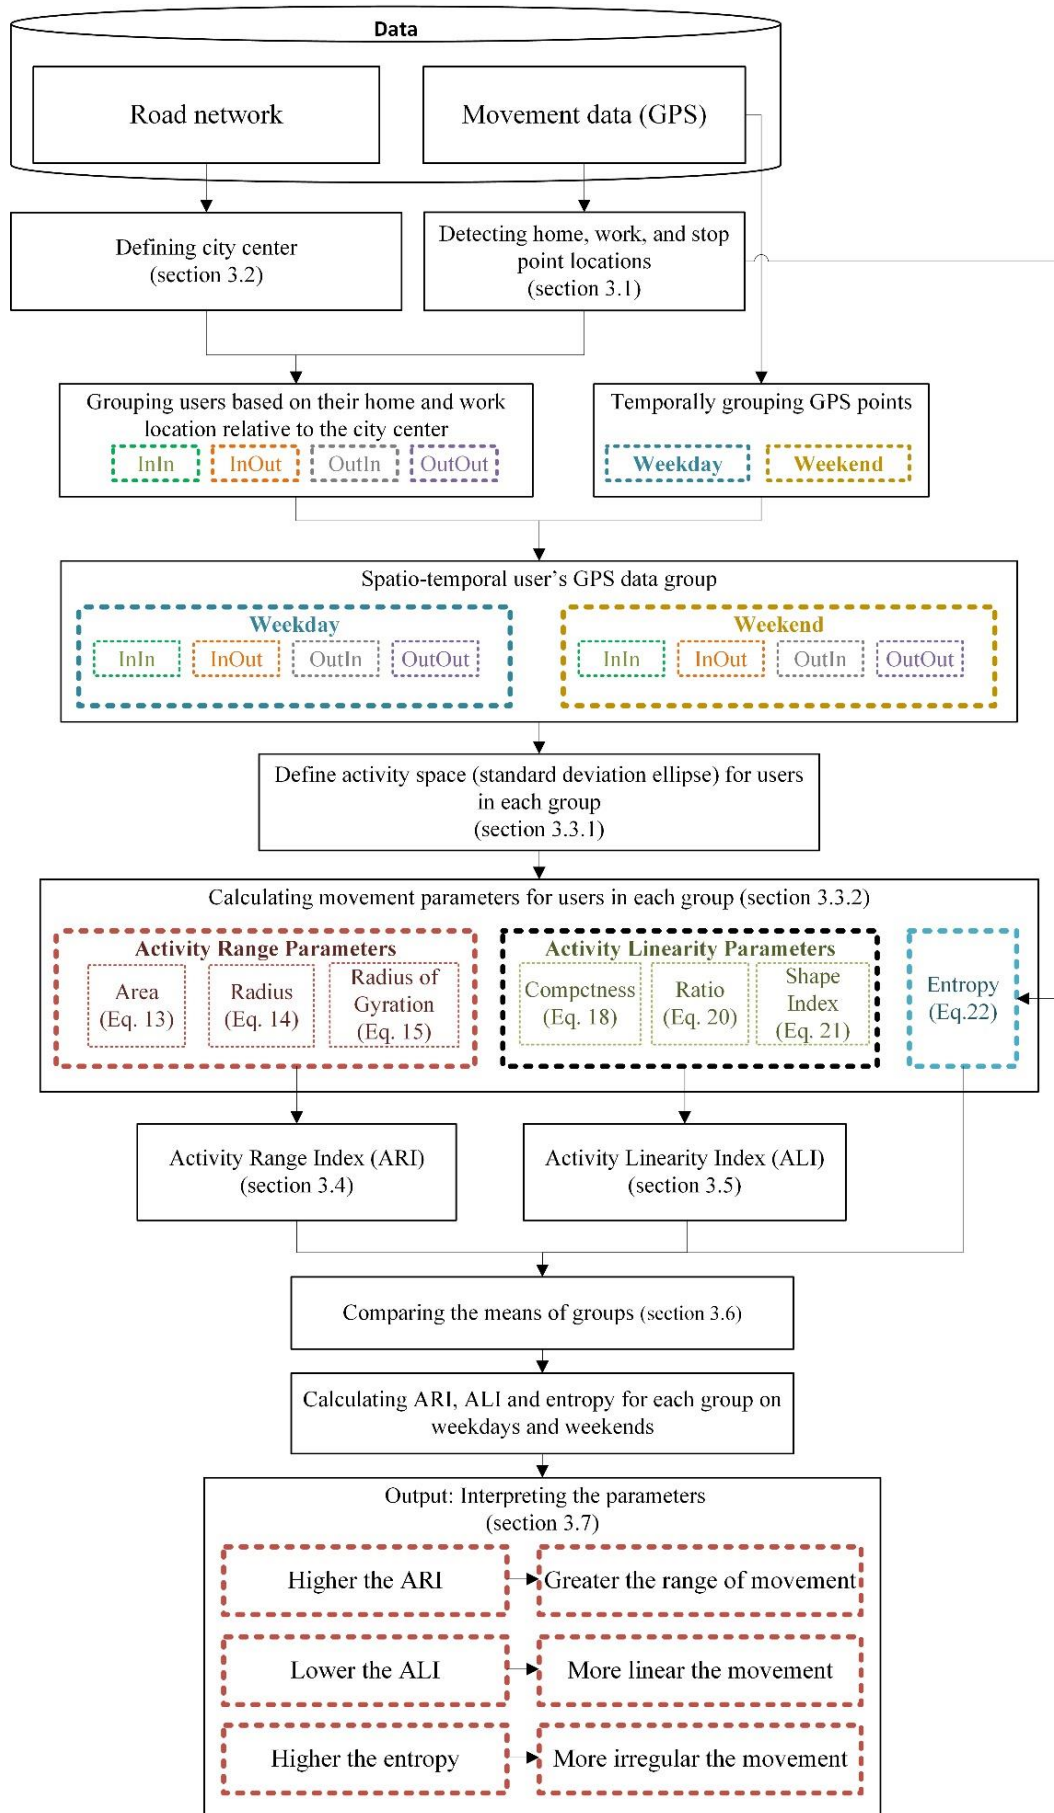 Data
Road network
Movement data (GPS)
Defining city center
(section 3.2)
Detecting home, work, and stop
point locations
(section 3.1)
Grouping users based on their home and work
location relative to the city center
InIn
InOut
OutIn
OutOut
Temporally grouping GPS points
Weekday
Weekend
Spatio-temporal user's GPS data group
Weekday
InIn
InOut
OutIn
OutOut
Weekend
InIn
InOut
OutIn
OutOut
Define activity space (standard deviation ellipse) for users
in each group
(section 3.3.1)
Calculating movement parameters for users in each group (section 3.3.2)
Activity Range Parameters
Area
(Eq. 13)
Radius
(Eq. 14)
Radius of
Gyration
(Eq. 15)
Activity Linearity Parameters
Compctness
(Eq. 18)
Ratio
(Eq. 20)
Shape
Index
(Eq. 21)
Entropy
(Eq.22)
Activity Range Index (ARI)
(section 3.4)
Activity Linearity Index (ALI)
(section 3.5)
Comparing the means of groups (section 3.6)
Calculating ARI, ALI and entropy for each group on
weekdays and weekends
Output: Interpreting the parameters
(section 3.7)
Higher the ARI
Greater the range of movement
Lower the ALI
More linear the movement
Higher the entropy
More irregular the movement